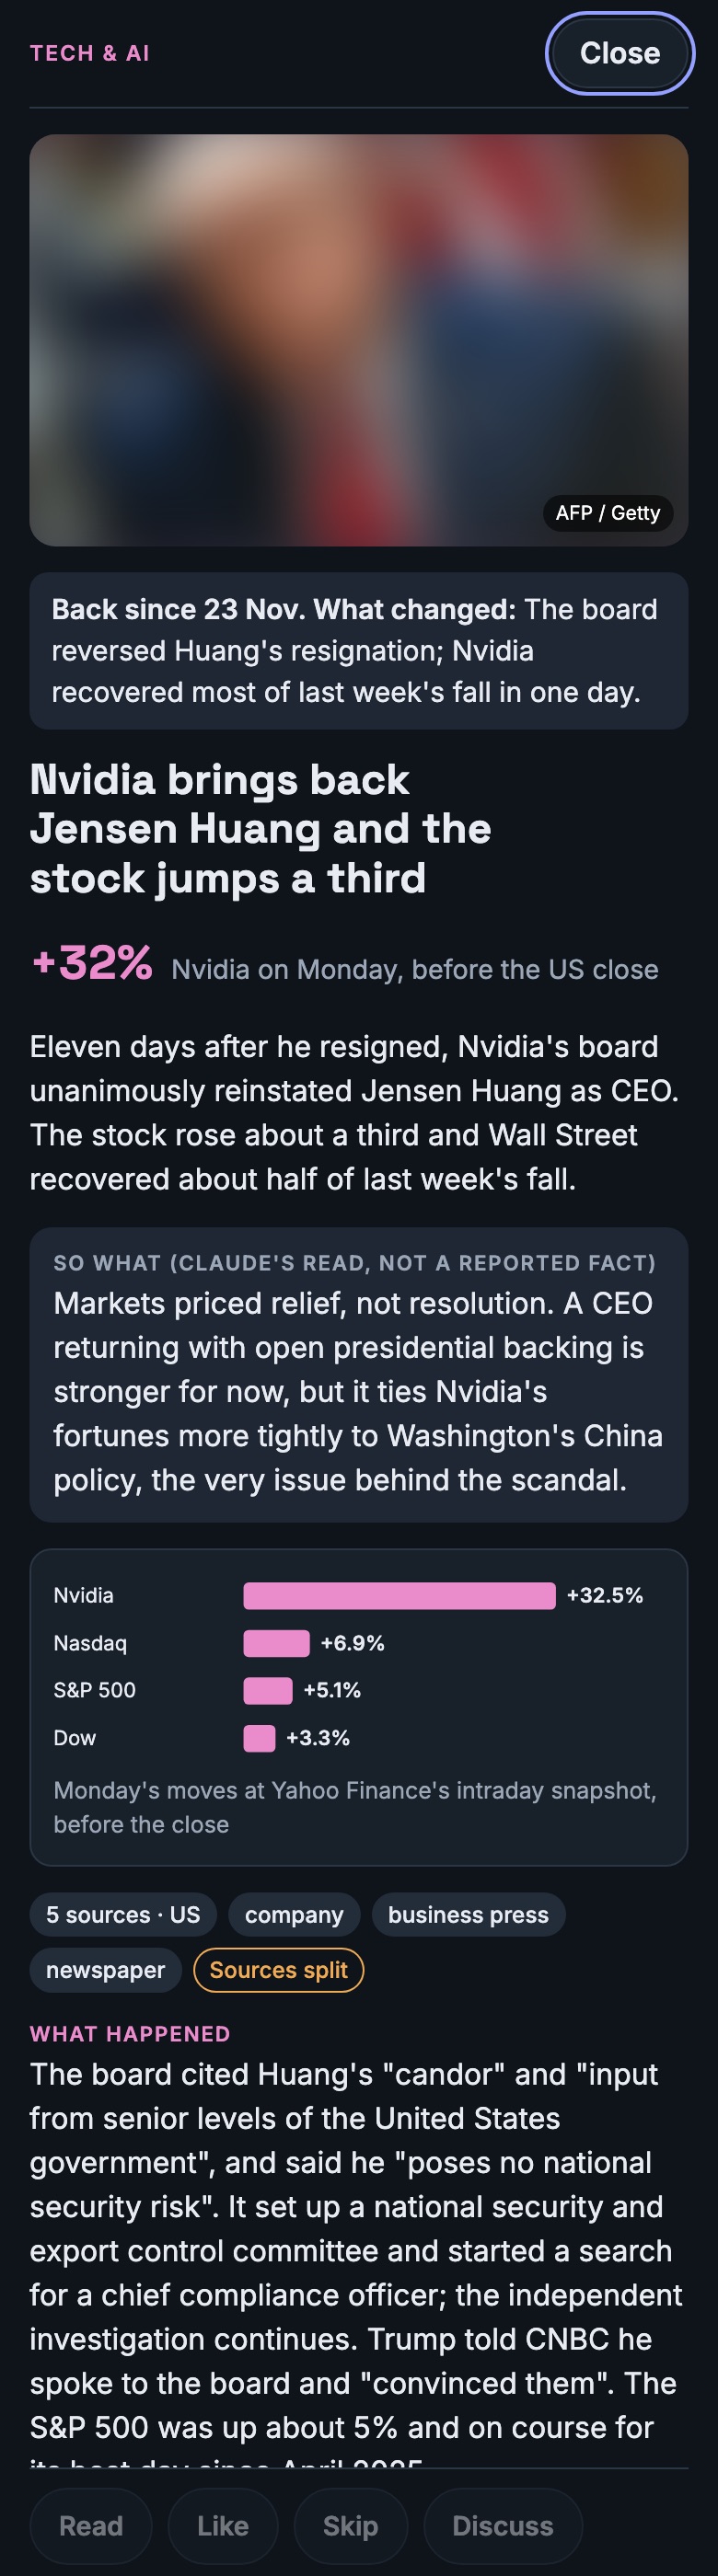 TECH & AI
Close
AFP / Getty
Back since 23 Nov. What changed: The board
reversed Huang's resignation; Nvidia
recovered most of last week's fall in one day.
Nvidia brings back
Jensen Huang and the
stock jumps a third
+32% Nvidia on Monday, before the US close
Eleven days after he resigned, Nvidia's board
unanimously reinstated Jensen Huang as CEO.
The stock rose about a third and Wall Street
recovered about half of last week's fall.
SO WHAT (CLAUDE'S READ, NOT A REPORTED FACT)
Markets priced relief, not resolution. A CEO
returning with open presidential backing is
stronger for now, but it ties Nvidia's
fortunes more tightly to Washington's China
policy, the very issue behind the scandal.
Nvidia +32.5%
Nasdaq +6.9%
S&P 500 +5.1%
Dow +3.3%
Monday's moves at Yahoo Finance's intraday snapshot,
before the close
5 sources · US company business press
newspaper Sources split
WHAT HAPPENED
The board cited Huang's "candor" and "input
from senior levels of the United States
government", and said he "poses no national
security risk". It set up a national security and
export control committee and started a search
for a chief compliance officer; the independent
investigation continues. Trump told CNBC he
spoke to the board and "convinced them". The
S&P 500 was up about 5% and on course for
its best day since April 2025
Read Like Skip Discuss